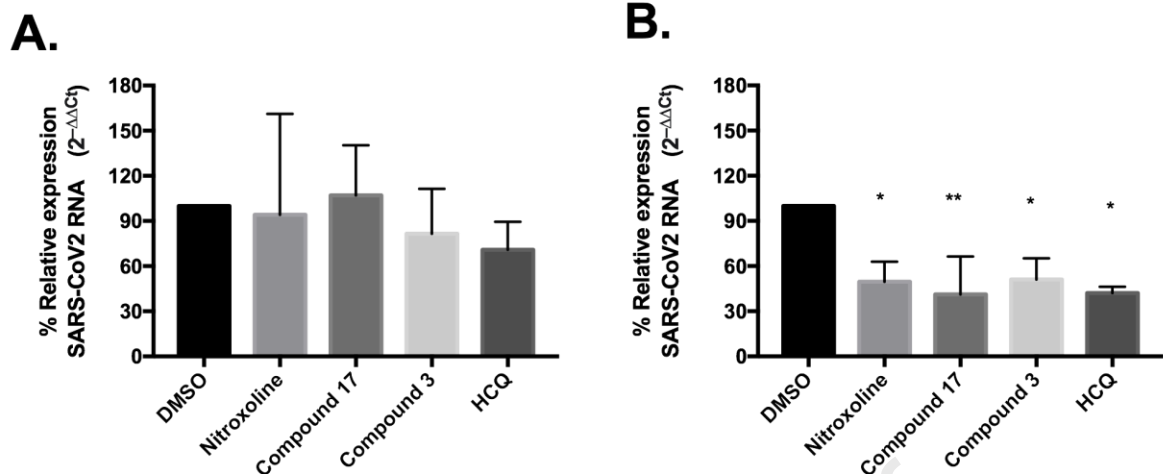 A.
% Relative expression
SARS-CoV2 RNA (2–ΔΔCt)
180
150
120
90
60
30
0
DMSO
Nitroxoline
Compound 17
Compound 3
HCQ
B.
% Relative expression
SARS-CoV2 RNA (2–ΔΔCt)
180
150
120
90
60
30
0
*
**
*
*
DMSO
Nitroxoline
Compound 17
Compound 3
HCQ